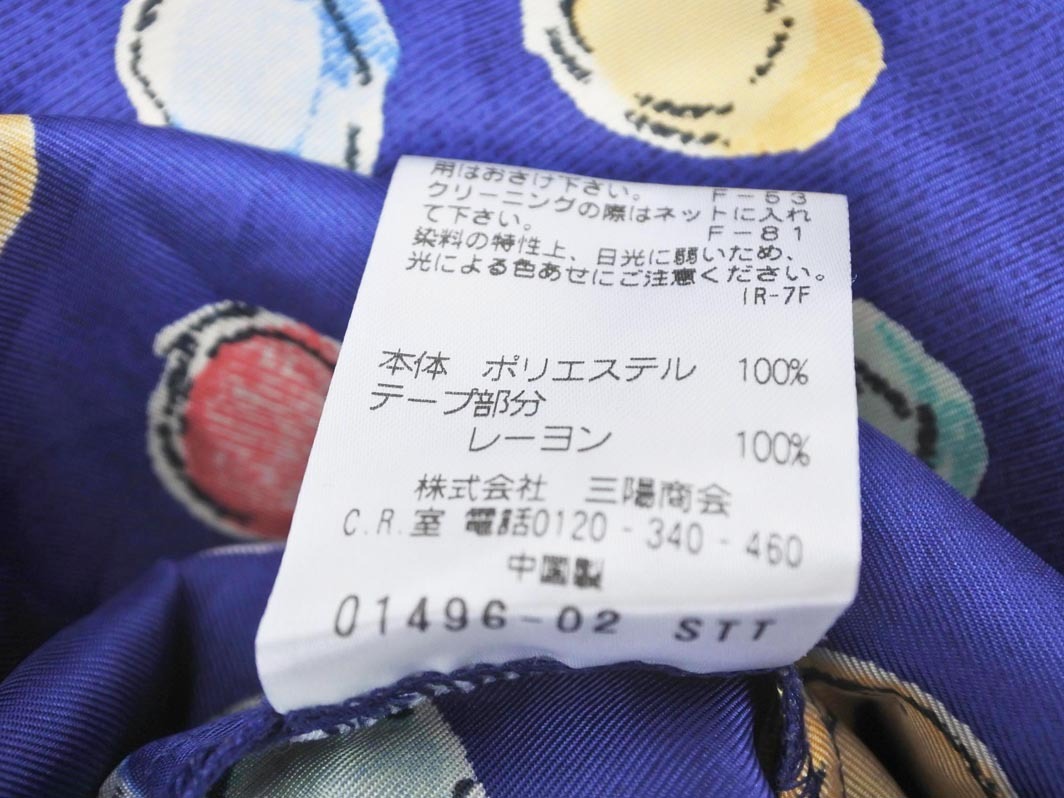 用はおさけ下さい。 F-53
クリーニングの際はネットに入れ
て下さい。 F-81
染料の特性上、日光に弱いため、
光による色あせにご注意ください。
IR-7F
本体 ポリエステル 100%
テープ部分
レーヨン 100%
株式会社 三陽商会
C.R.室 電話0120-340-460
中国製
01496-02 STT